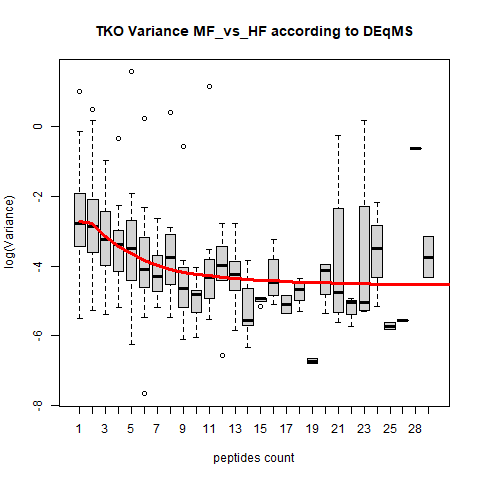 TKO Variance MF_vs_HF according to DEqMS
log(Variance)
0
-2
-4
-6
-8
1 3 5 7 9 11 13 15 17 19 21 23 25 28
peptides count